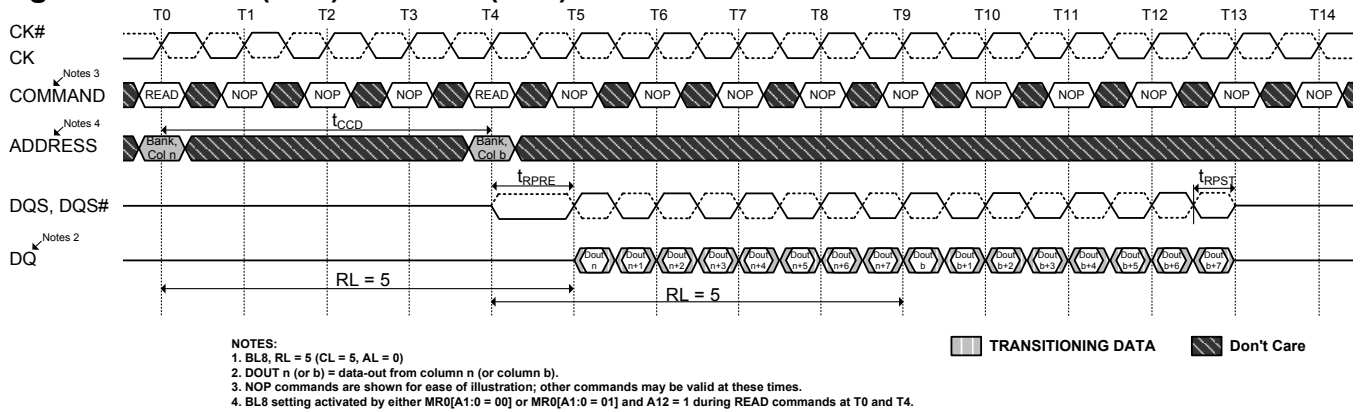 T0 T1 T2 T3 T4 T5 T6 T7 T8 T9 T10 T11 T12 T13 T14
CK#
CK
Notes 3
COMMAND READ NOP NOP NOP READ NOP NOP NOP NOP NOP NOP NOP NOP NOP NOP
Notes 4
tCCD
ADDRESS Bank, Col n Bank, Col b
tRPRE tRPST
DQS, DQS#
Notes 2
DQ Dout n Dout n+1 Dout n+2 Dout n+3 Dout n+4 Dout n+5 Dout n+6 Dout n+7 Dout b Dout b+1 Dout b+2 Dout b+3 Dout b+4 Dout b+5 Dout b+6 Dout b+7
RL = 5 RL = 5
NOTES:
1. BL8, RL = 5 (CL = 5, AL = 0)
2. DOUT n (or b) = data-out from column n (or column b).
3. NOP commands are shown for ease of illustration; other commands may be valid at these times.
4. BL8 setting activated by either MR0[A1:0 = 00] or MR0[A1:0 = 01] and A12 = 1 during READ commands at T0 and T4.
TRANSITIONING DATA Don't Care